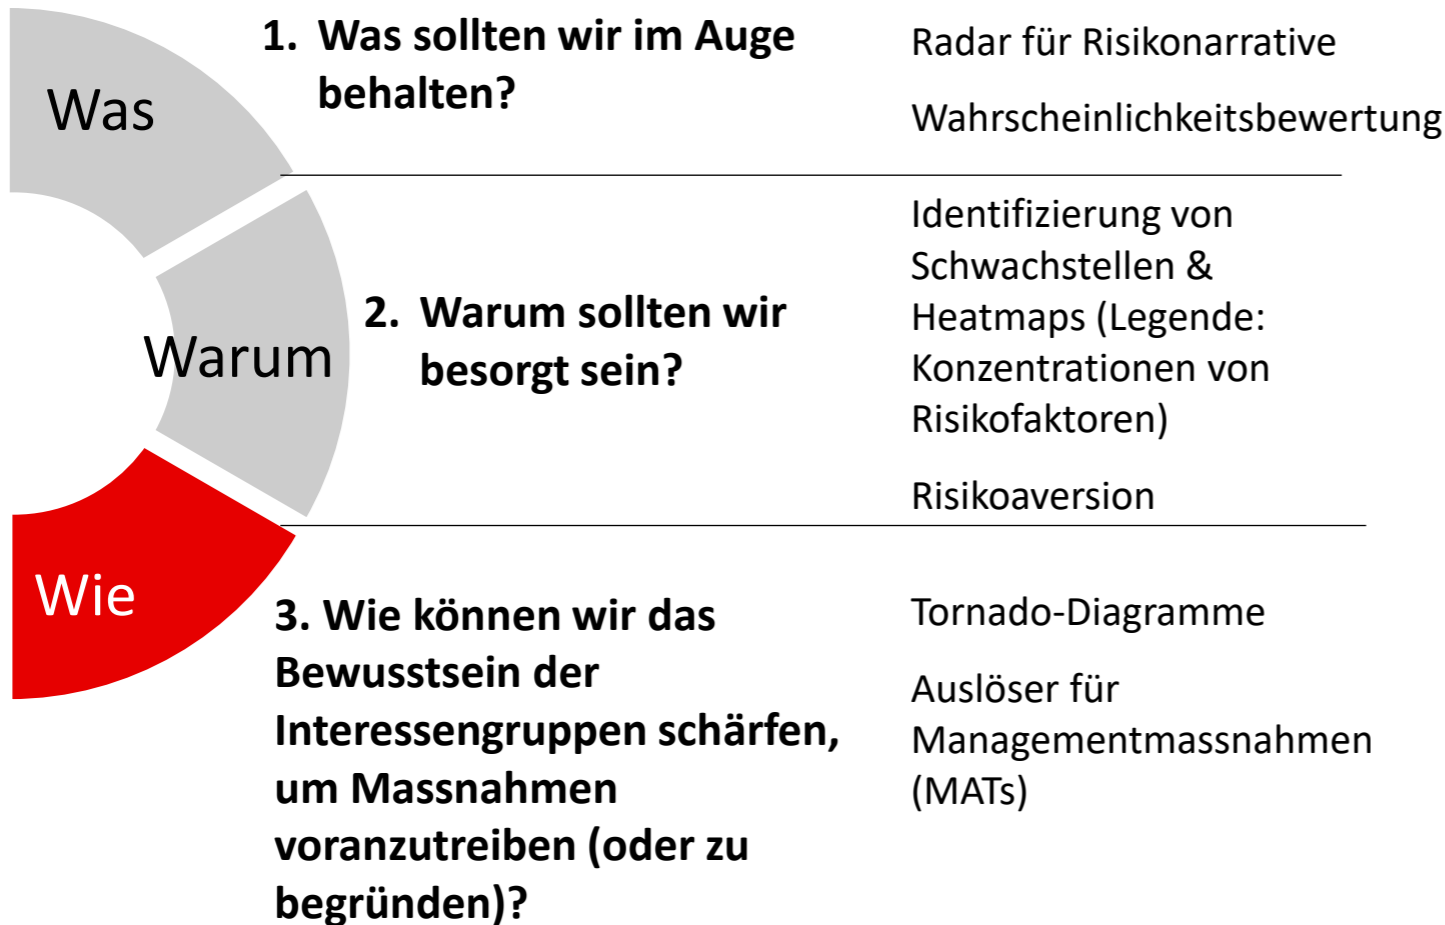 Was
1. Was sollten wir im Auge
behalten?
Radar für Risikonarrative
Wahrscheinlichkeitsbewertung
Warum
2. Warum sollten wir
besorgt sein?
Identifizierung von
Schwachstellen &
Heatmaps (Legende:
Konzentrationen von
Risikofaktoren)
Risikoaversion
Wie
3. Wie können wir das
Bewusstsein der
Interessengruppen schärfen,
um Massnahmen
voranzutreiben (oder zu
begründen)?
Tornado-Diagramme
Auslöser für
Managementmassnahmen
(MATs)